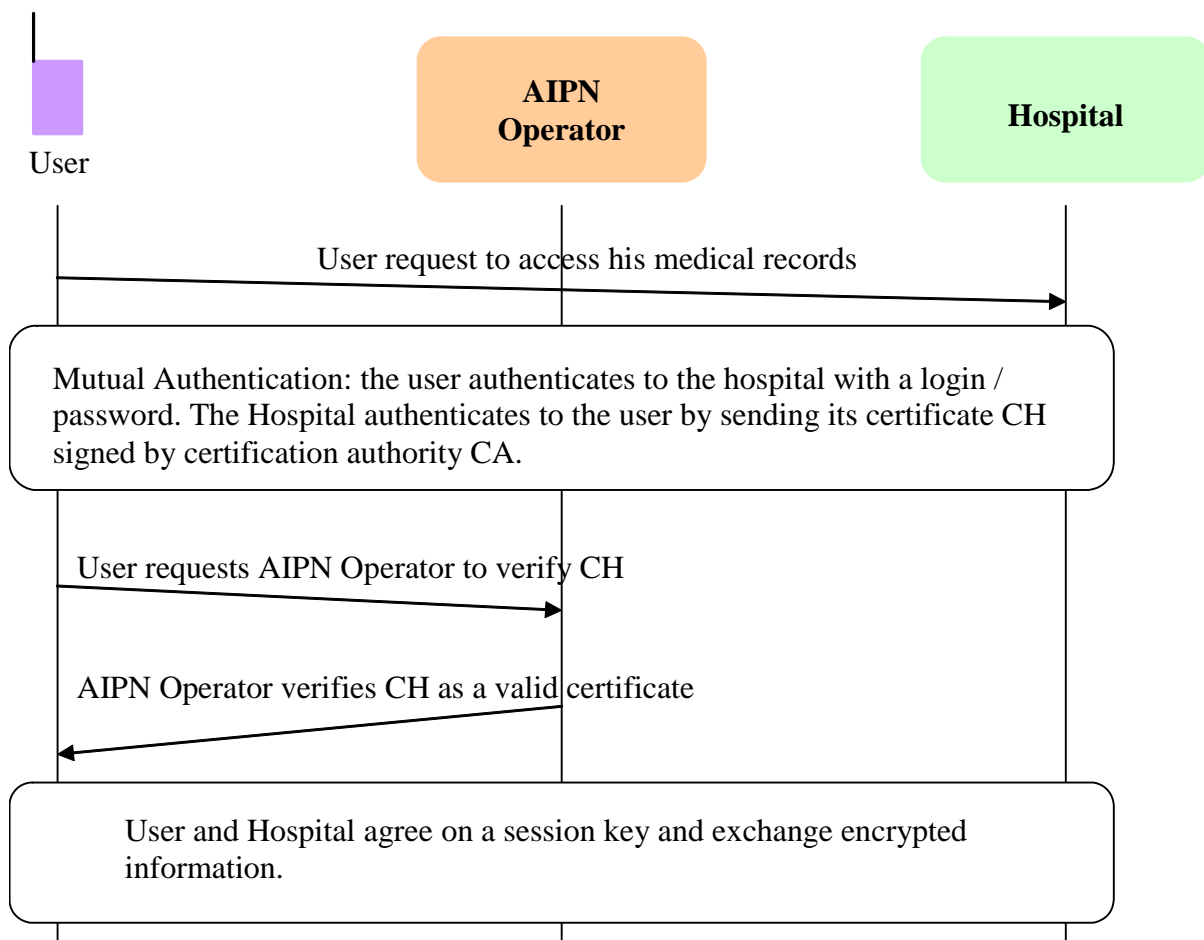 AIPN
Operator
Hospital
User
User request to access his medical records
Mutual Authentication: the user authenticates to the hospital with a login /
password. The Hospital authenticates to the user by sending its certificate CH
signed by certification authority CA.
User requests AIPN Operator to verify CH
AIPN Operator verifies CH as a valid certificate
User and Hospital agree on a session key and exchange encrypted
information.